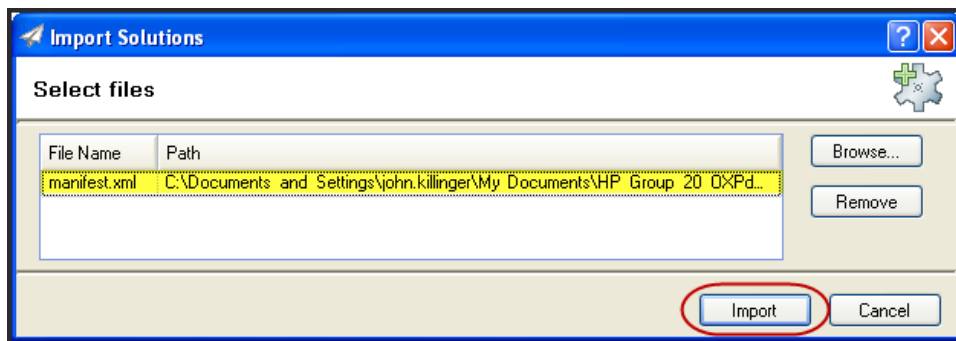 Import Solutions
Select files
File Name Path
manifest.xml C:\Documents and Settings\john.killinger\My Documents\HP Group 20 OXPd...
Browse...
Remove
Import Cancel